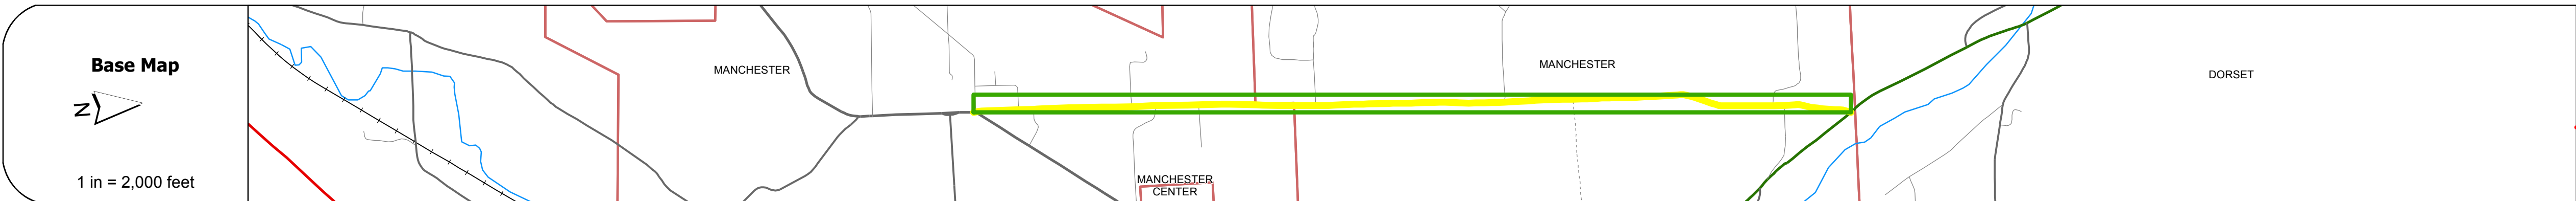 Base Map
N
1 in = 2,000 feet
MANCHESTER
MANCHESTER
DORSET
MANCHESTER
CENTER